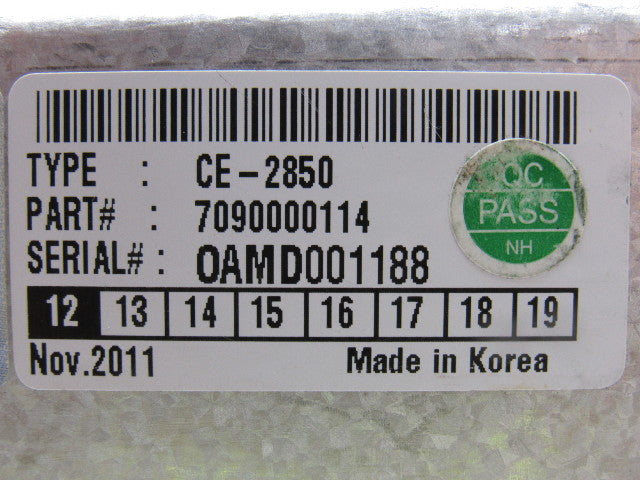 TYPE : CE-2850
PART# : 7090000114
SERIAL# : 0AMD001188
QC
PASS
NH
12 13 14 15 16 17 18 19
Nov.2011 Made in Korea